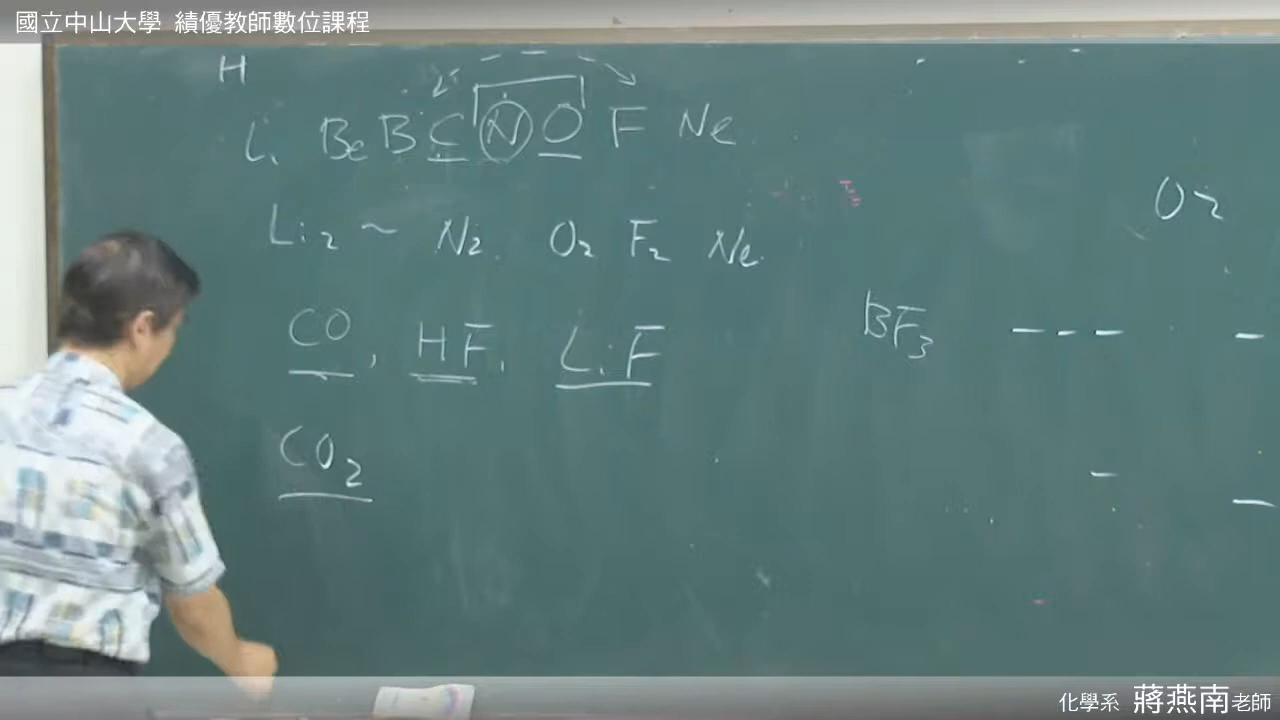 國立中山大學 績優教師數位課程
H
Li Be B C N O F Ne
Li2 ~ N2 O2 F2 Ne
O2
CO, HF, LiF
BF3
CO2
化學系 蔣燕南老師